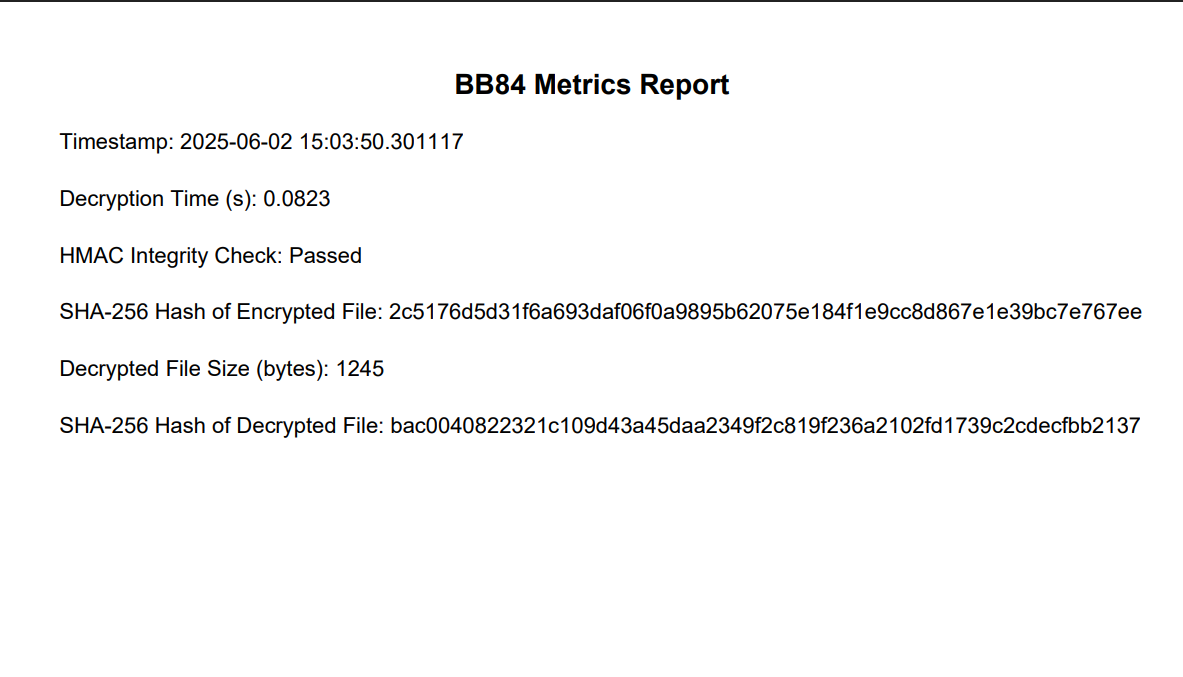 BB84 Metrics Report
Timestamp: 2025-06-02 15:03:50.301117
Decryption Time (s): 0.0823
HMAC Integrity Check: Passed
SHA-256 Hash of Encrypted File: 2c5176d5d31f6a693daf06f0a9895b62075e184f1e9cc8d867e1e39bc7e767ee
Decrypted File Size (bytes): 1245
SHA-256 Hash of Decrypted File: bac0040822321c109d43a45daa2349f2c819f236a2102fd1739c2cdecfbb2137